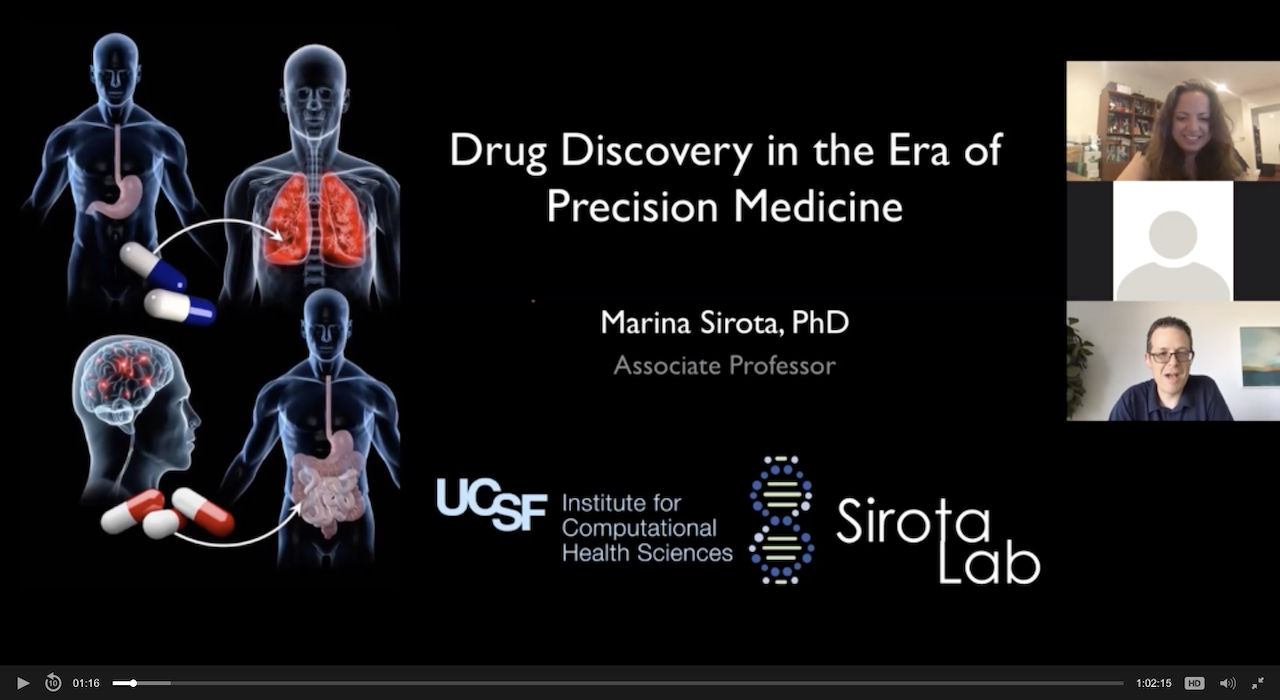 Drug Discovery in the Era of
Precision Medicine
Marina Sirota, PhD
Associate Professor
UCSF
Institute for
Computational
Health Sciences
Sirota
Lab
10
01:16
1:02:15
HD